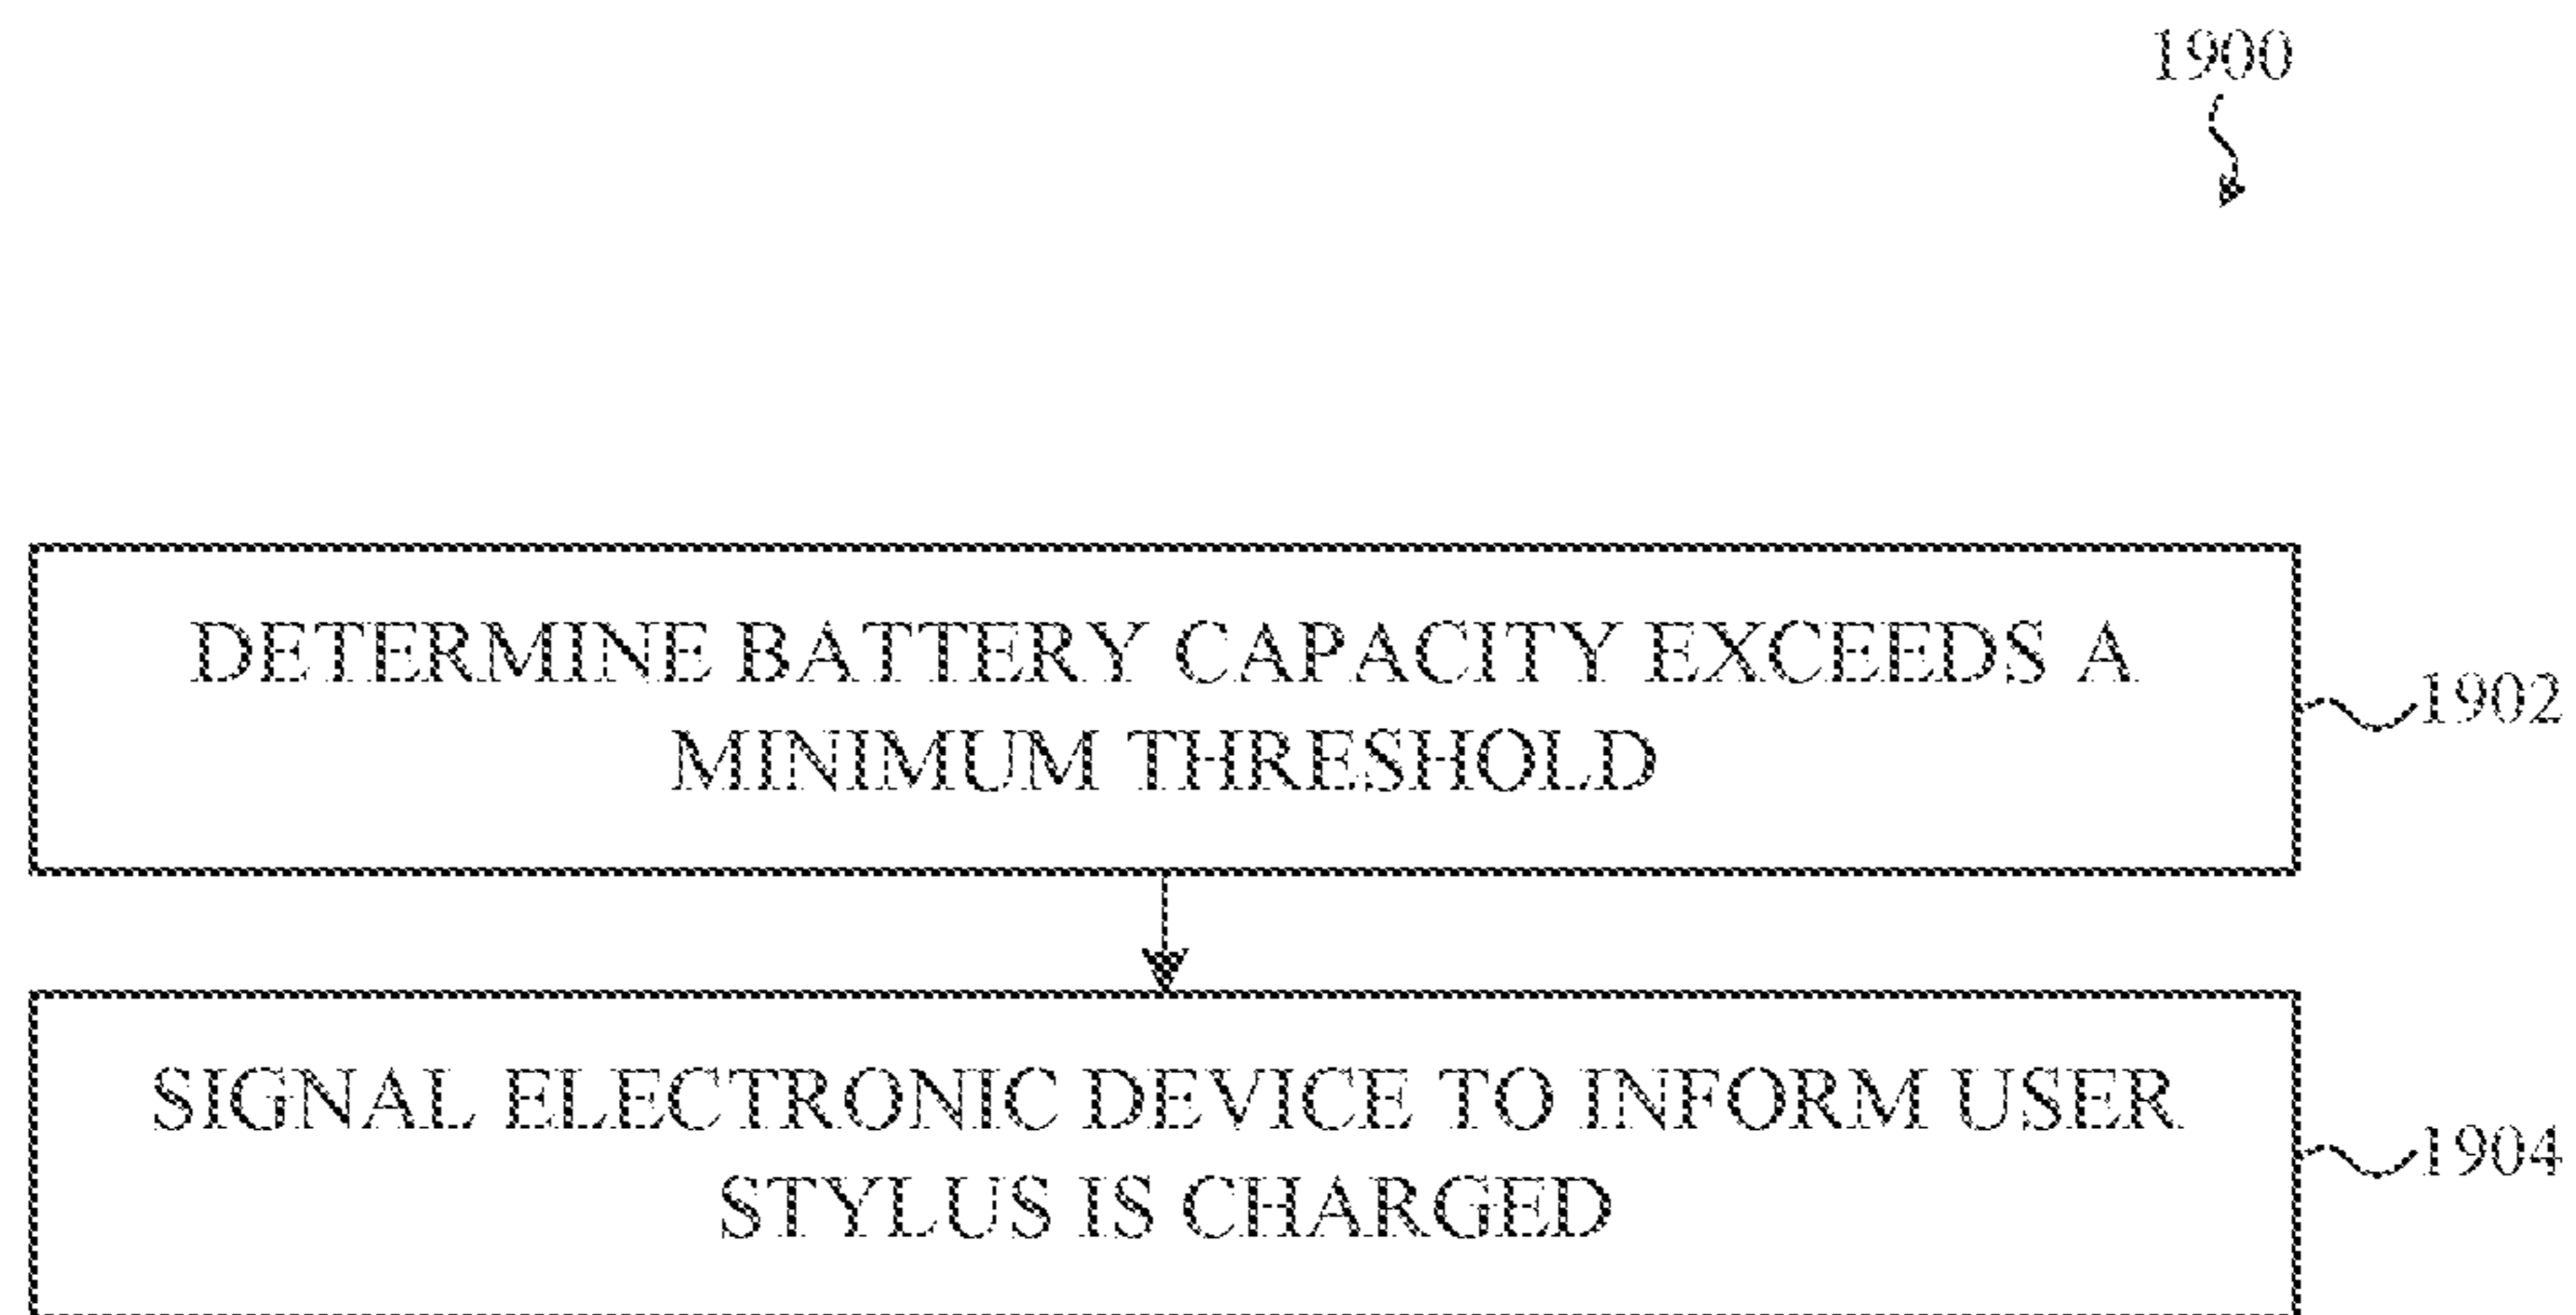 1900
DETERMINE BATTERY CAPACITY EXCEEDS A
MINIMUM THRESHOLD
1902
SIGNAL ELECTRONIC DEVICE TO INFORM USER
STYLUS IS CHARGED
1904